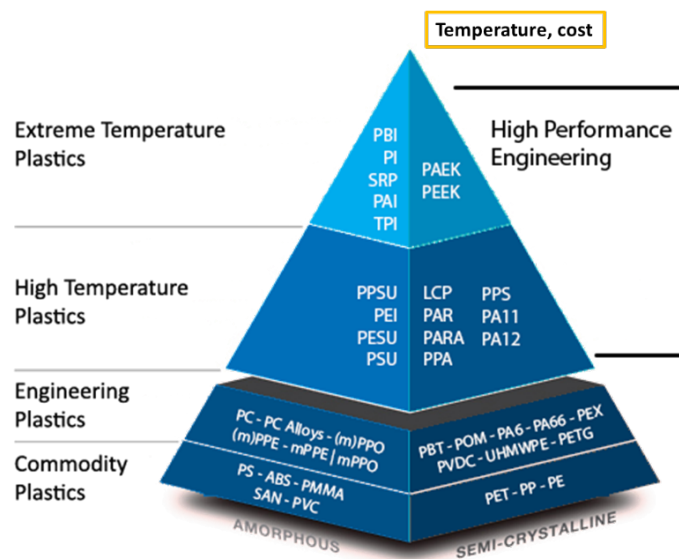 Temperature, cost
Extreme Temperature
Plastics
PBI
PI
SRP
PAI
TPI
PAEK
PEEK
High Performance
Engineering
High Temperature
Plastics
PPSU
PEI
PESU
PSU
LCP
PAR
PARA
PPA
PPS
PA11
PA12
Engineering
Plastics
PC - PC Alloys - (m)PPO
(m)PPE - mPPE | mPPO
PBT - POM - PA6 - PA66 - PEX
PVDC - UHMWPE - PETG
Commodity
Plastics
PS - ABS - PMMA
SAN - PVC
PET - PP - PE
AMORPHOUS
SEMI-CRYSTALLINE